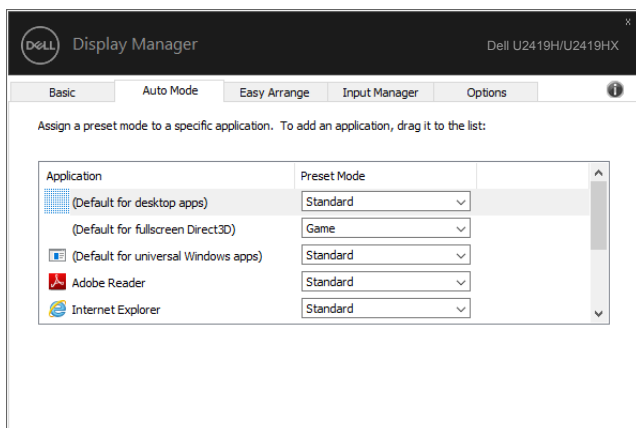 x
DELL Display Manager Dell U2419H/U2419HX
Basic Auto Mode Easy Arrange Input Manager Options i
Assign a preset mode to a specific application. To add an application, drag it to the list:
Application Preset Mode
(Default for desktop apps) Standard
(Default for fullscreen Direct3D) Game
(Default for universal Windows apps) Standard
Adobe Reader Standard
Internet Explorer Standard